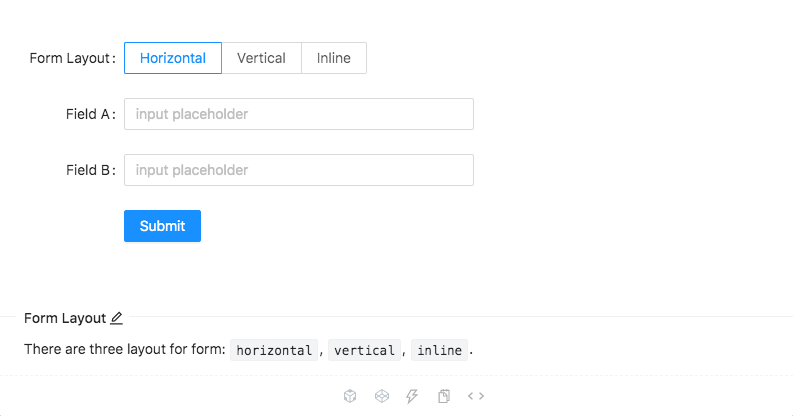 Form Layout: Horizontal Vertical Inline
Field A: input placeholder
Field B: input placeholder
Submit
Form Layout
There are three layout for form: horizontal, vertical, inline.